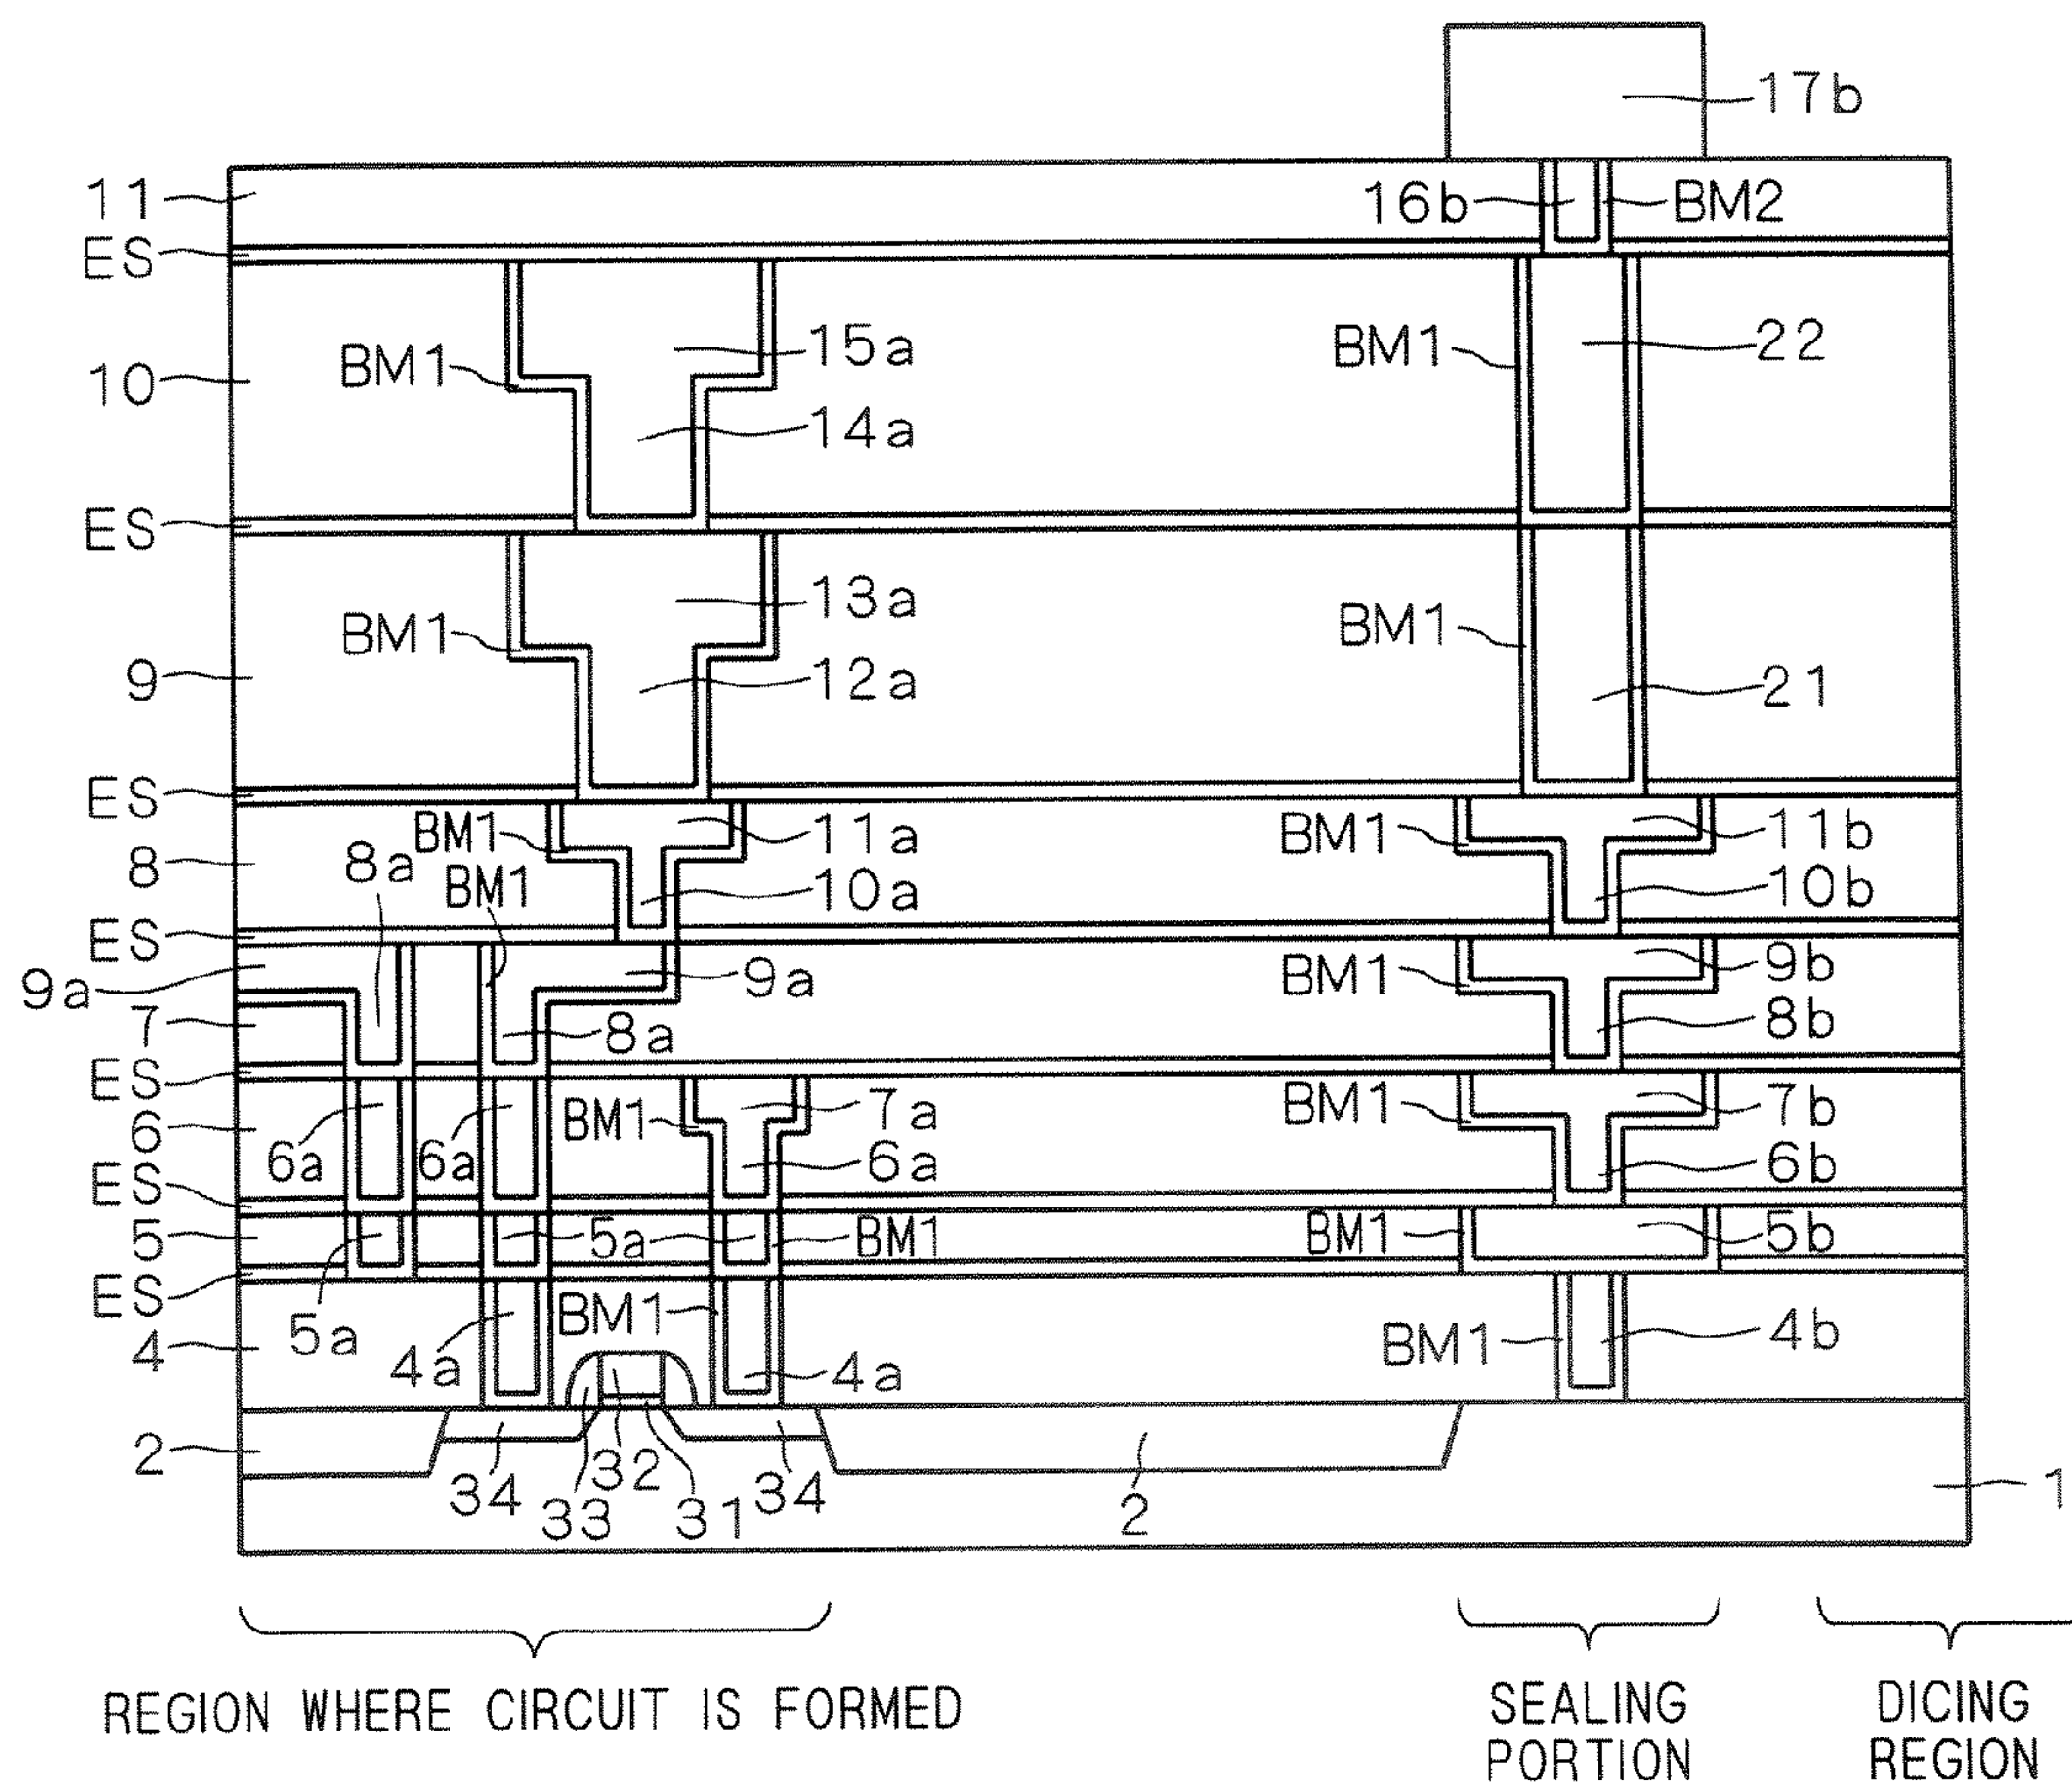 17b
11
16b
BM2
ES
10
BM1
15a
BM1
22
14a
ES
13a
BM1
BM1
9
12a
21
ES
BM1
11a
BM1
11b
8
8a
BM1
10a
10b
ES
9a
9a
BM1
9b
7
8a
8b
ES
6
BM1
7a
BM1
7b
6a
6a
6a
6b
ES
5
5a
BM1
BM1
5b
ES
5a
BM1
4
4a
4a
BM1
4b
2
34
33
32
31
34
2
1
REGION WHERE CIRCUIT IS FORMED
SEALING
PORTION
DICING
REGION